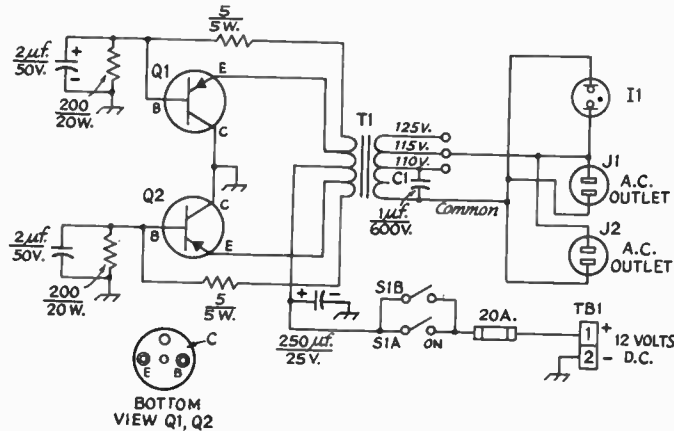 5
5W.
2µf.
50V.
+
-
200
20W.
Q1
E
B
C
T1
125V.
115V.
110V.
C1
1µf.
600V.
Common
I1
J1
A.C.
OUTLET
J2
A.C.
OUTLET
Q2
C
B
E
2µf.
50V.
200
20W.
5
5W.
+ -
250µf.
25V.
S1B
S1A
ON
20A.
TB1
1
+
12 VOLTS
2
- D.C.
C
E
B
BOTTOM
VIEW Q1, Q2